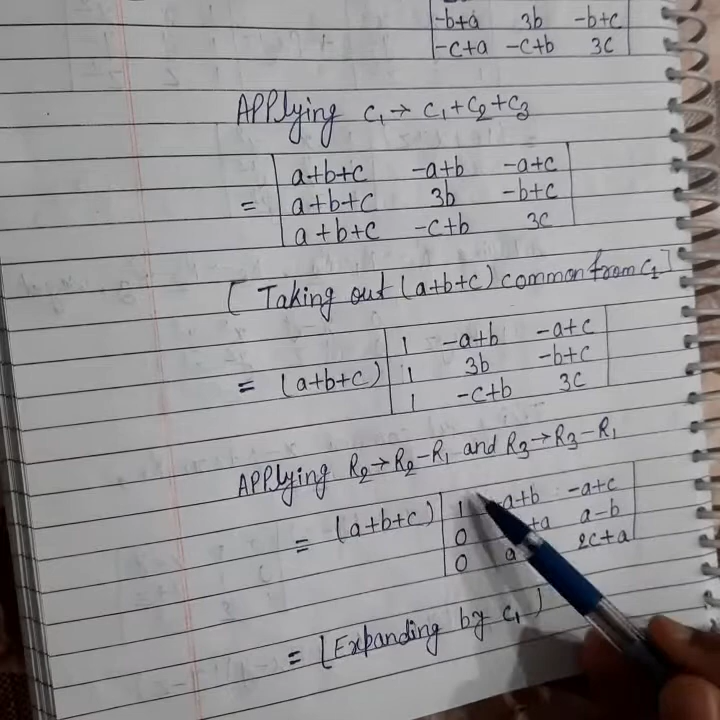 -b+a 3b -b+c
-c+a -c+b 3c
APPlying C₁→ C₁+C₂+C₃
a+b+c -a+b -a+c
= a+b+c 3b -b+c
a+b+c -c+b 3c
[ Taking out (a+b+c) common from C₁]
1 -a+b -a+c
= (a+b+c) 1 3b -b+c
1 -c+b 3c
APPlying R₂→R₂-R₁ and R₃→R₃-R₁
1 -a+b -a+c
= (a+b+c) 0 +a a-b
0 a 2c+a
= [Expanding by C₁]